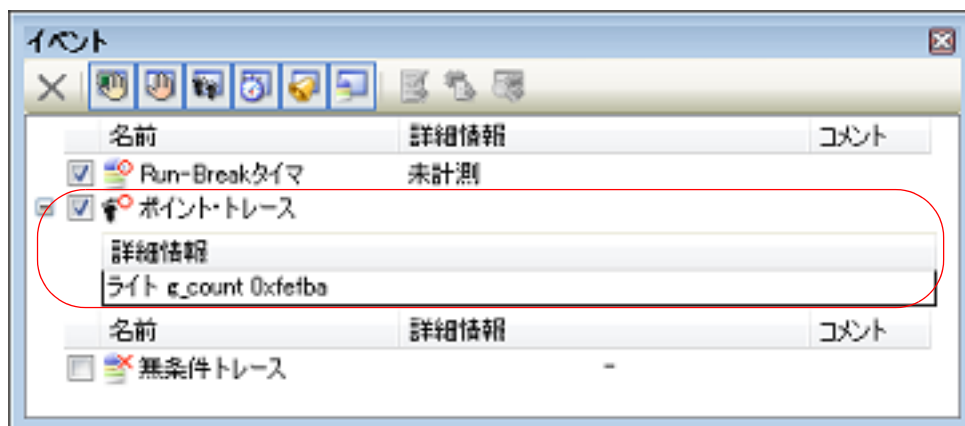 イベント
名前 詳細情報 コメント
Run-Breakタイマ 未計測
ポイント・トレース
詳細情報
ライト g_count 0xfefba
名前 詳細情報 コメント
無条件トレース -